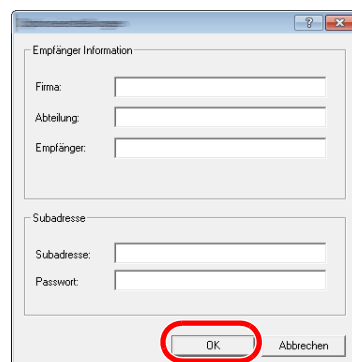 Empfänger Information
Firma:
Abteilung:
Empfänger:
Subadresse
Subadresse:
Passwort:
OK Abbrechen